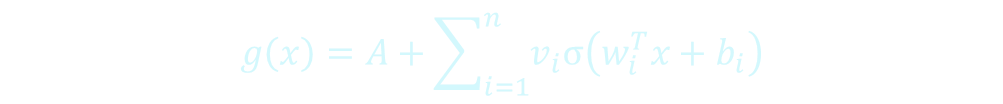 g(x) = A + ∑_{i=1}^{n} v_i σ(w_i^T x + b_i)